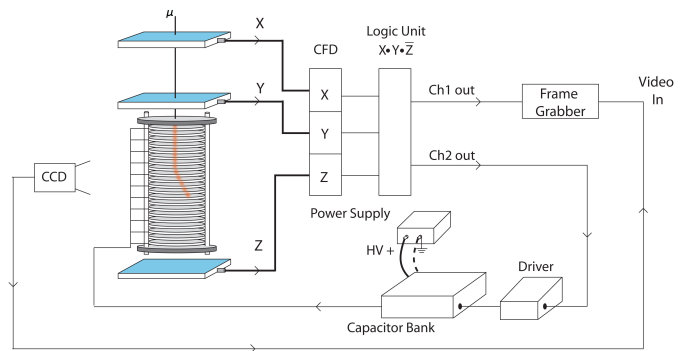 μ
X
Logic Unit
CFD
X•Y•Z̅
Y
X
Ch1 out
Frame
Grabber
Video
In
Y
CCD
Z
Ch2 out
Power Supply
Z
HV +
Driver
Capacitor Bank